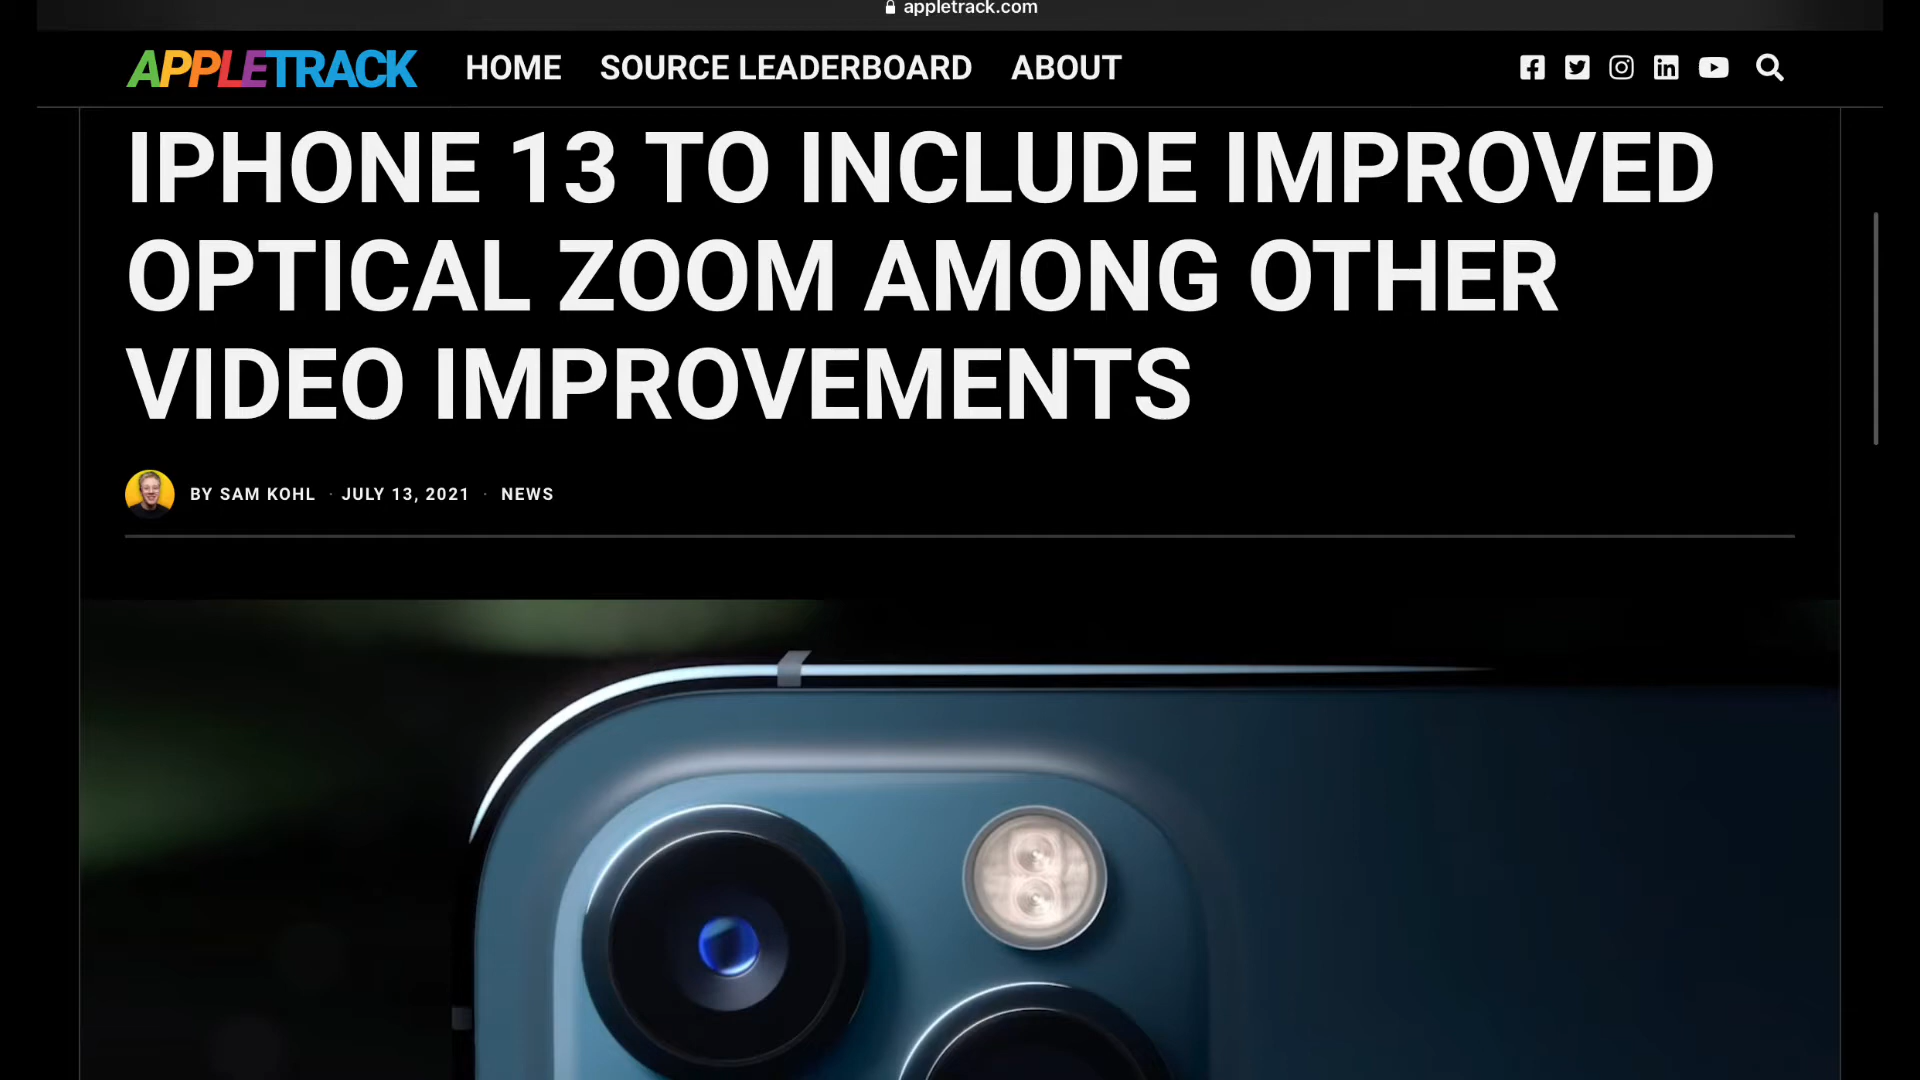 appletrack.com
APPLETRACK HOME SOURCE LEADERBOARD ABOUT
IPHONE 13 TO INCLUDE IMPROVED
OPTICAL ZOOM AMONG OTHER
VIDEO IMPROVEMENTS
BY SAM KOHL · JULY 13, 2021 · NEWS